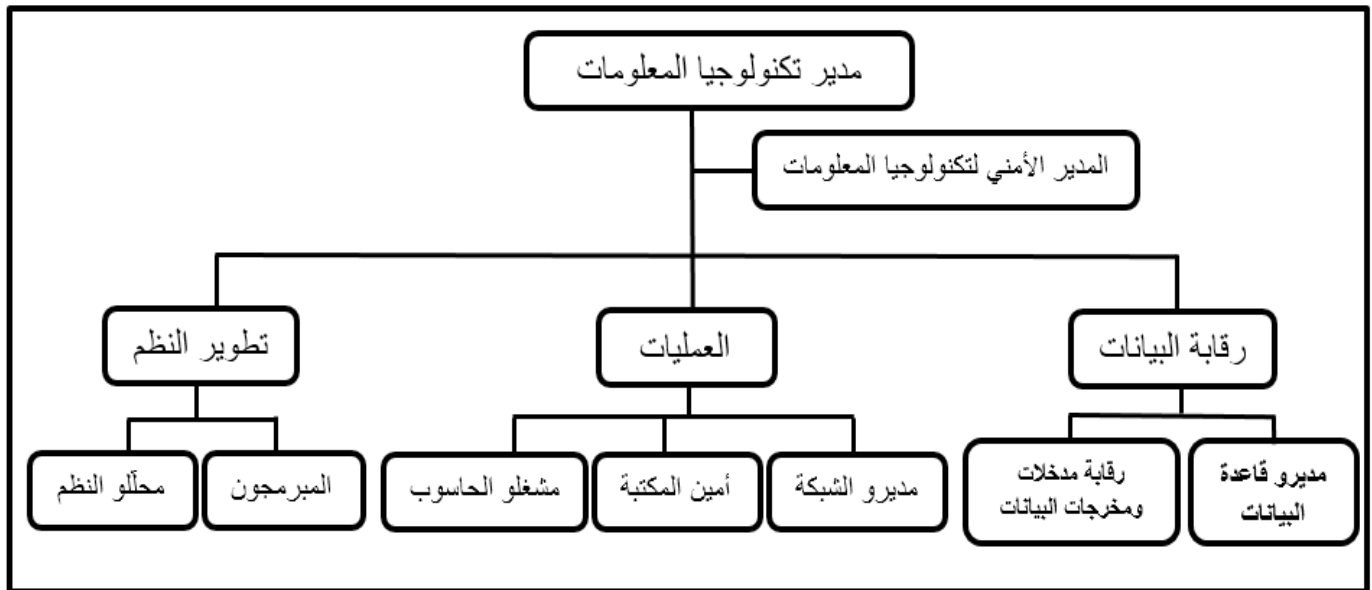 مدير تكنولوجيا المعلومات
المدير الأمني لتكنولوجيا المعلومات
رقابة البيانات
العمليات
تطوير النظم
مديرو قاعدة
البيانات
رقابة مدخلات
ومخرجات البيانات
مديرو الشبكة
أمين المكتبة
مشغلو الحاسوب
المبرمجون
محلّلو النظم